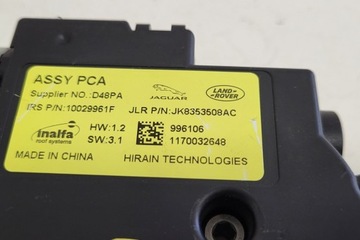 ASSY PCA
Supplier NO.:D48PA
JAGUAR
LAND ROVER
IRS P/N:10029961F
JLR P/N:JK8353508AC
inalfa
roof systems
HW:1.2
SW:3.1
996106
1170032648
MADE IN CHINA
HIRAIN TECHNOLOGIES